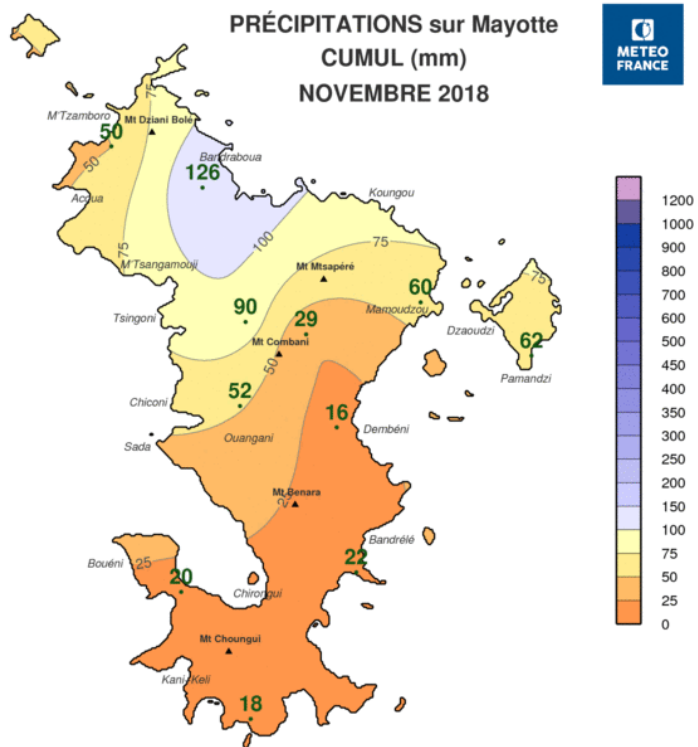 PRÉCIPITATIONS sur Mayotte
CUMUL (mm)
NOVEMBRE 2018
METEO
FRANCE
75
M'Tzamboro
Mt Dziani Bolé
50
50
Bandraboua
126
Acoua
Koungou
100
75
75
M'Tsangamouji
Mt Mtsapéré
75
60
90
Mamoudzou
Tsingoni
29
Dzaoudzi
62
Mt Combani
50
Pamandzi
52
Chiconi
16
Dembéni
Ouangani
Sada
Mt Benara
25
Bandrélé
22
Bouéni
25
20
Chirongui
Mt Choungui
Kani-Keli
18
1200
1000
900
800
700
600
500
450
400
350
300
250
200
150
100
75
50
25
0